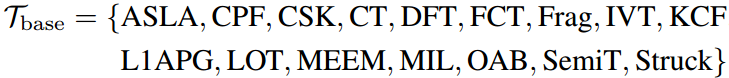 𝒯base = {ASLA, CPF, CSK, CT, DFT, FCT, Frag, IVT, KCF
L1APG, LOT, MEEM, MIL, OAB, SemiT, Struck}